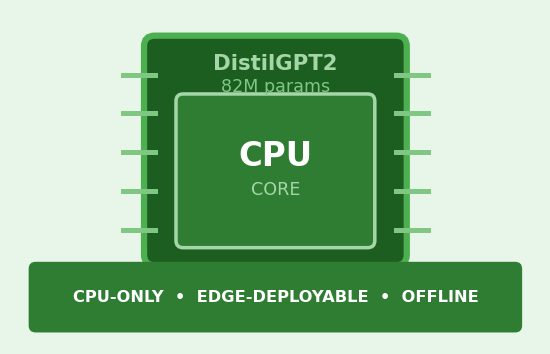 DistilGPT2
82M params
CPU
CORE
CPU-ONLY • EDGE-DEPLOYABLE • OFFLINE